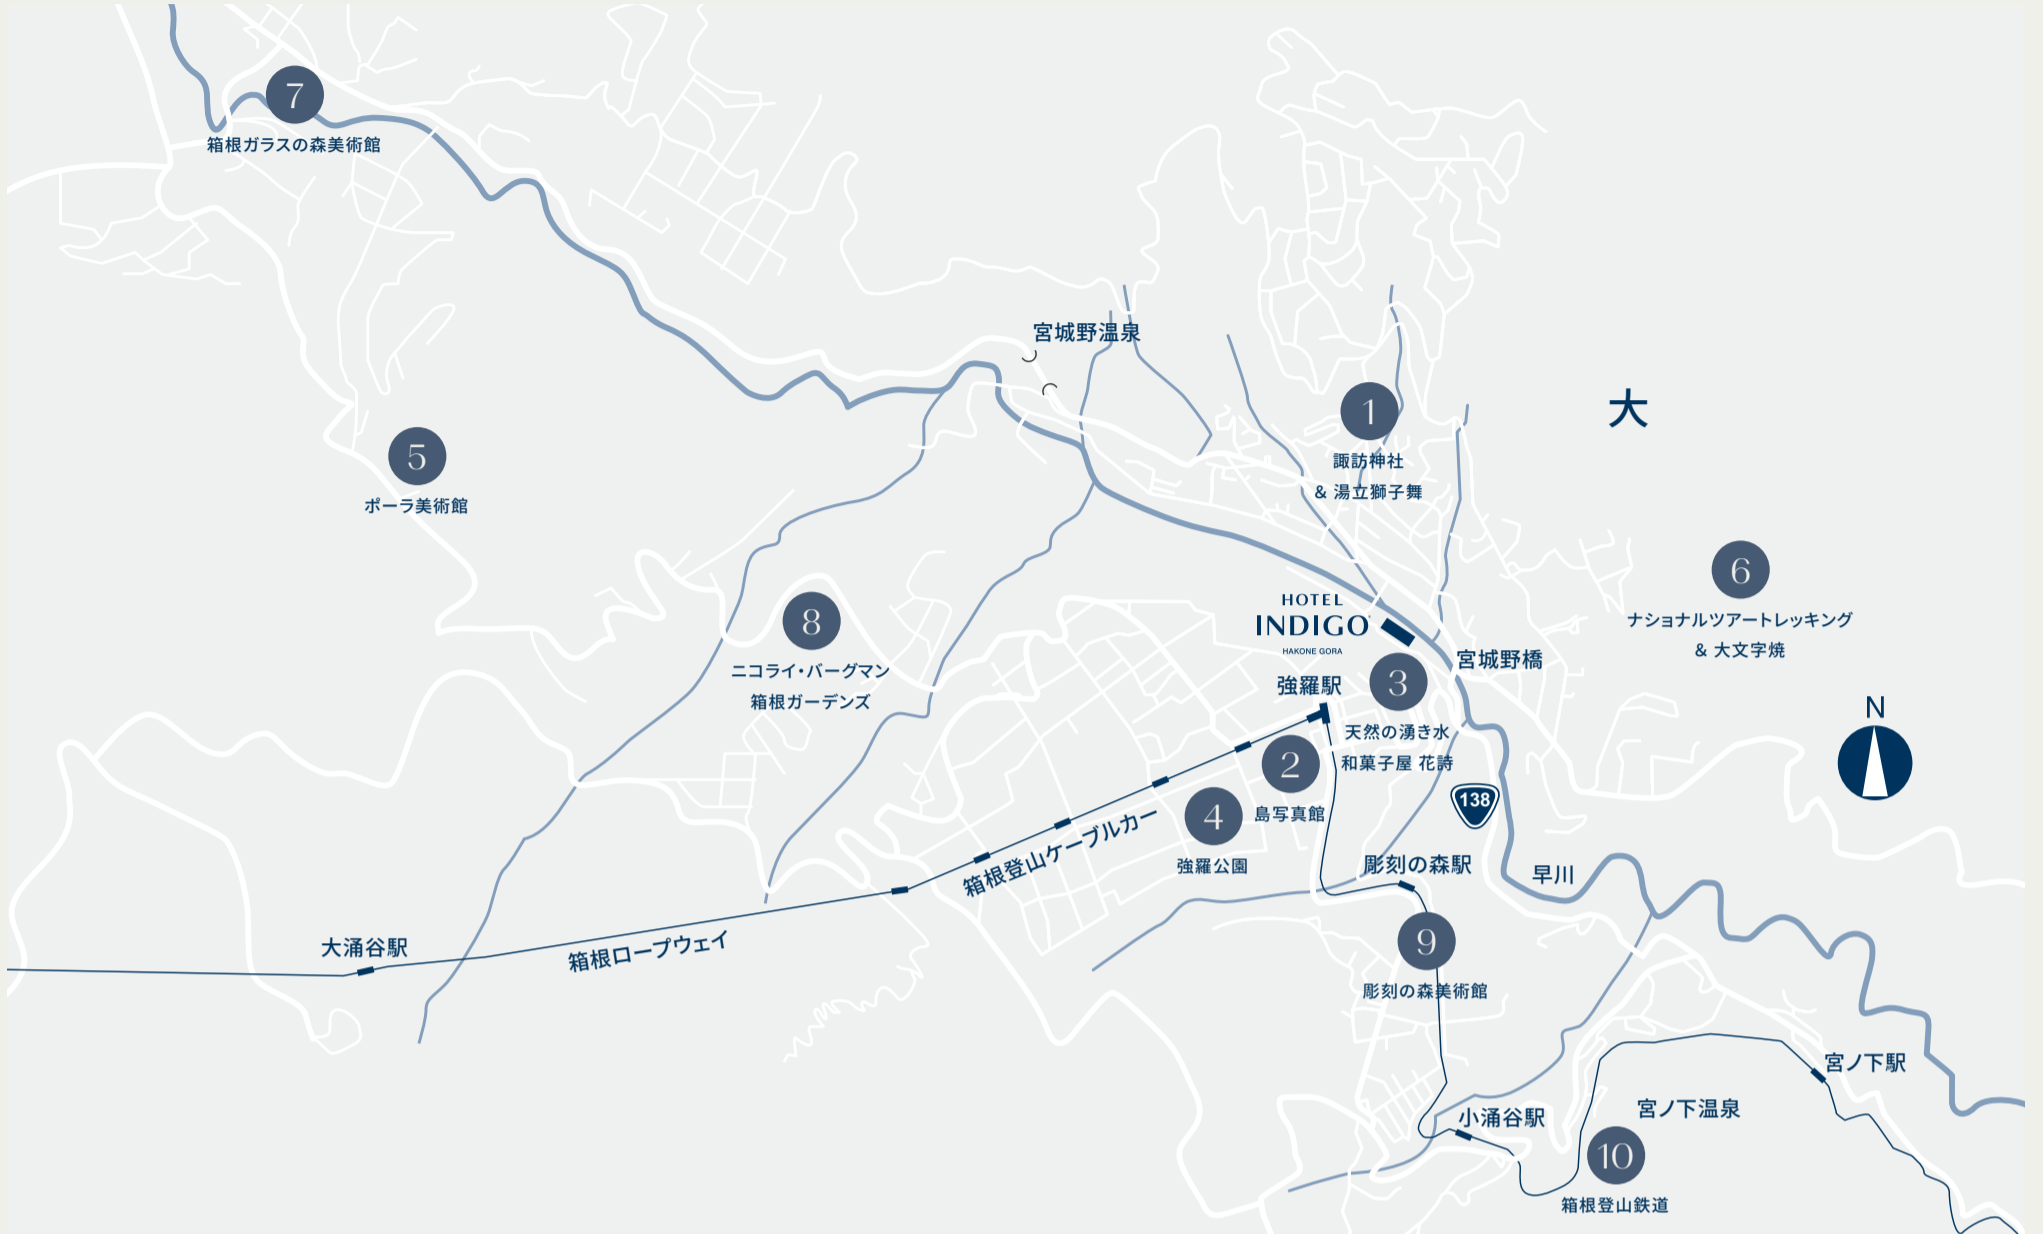 7
箱根ガラスの森美術館
宮城野温泉
1
諏訪神社
& 湯立獅子舞
大
5
ポーラ美術館
6
ナショナルツアートレッキング
& 大文字焼
8
ニコライ・バーグマン
箱根ガーデンズ
HOTEL
INDIGO
HAKONE GORA
宮城野橋
強羅駅
3
天然の湧き水
和菓子屋 花詩
N
2
島写真館
138
4
強羅公園
箱根登山ケーブルカー
彫刻の森駅
早川
9
彫刻の森美術館
大涌谷駅
箱根ロープウェイ
宮ノ下駅
小涌谷駅
宮ノ下温泉
10
箱根登山鉄道